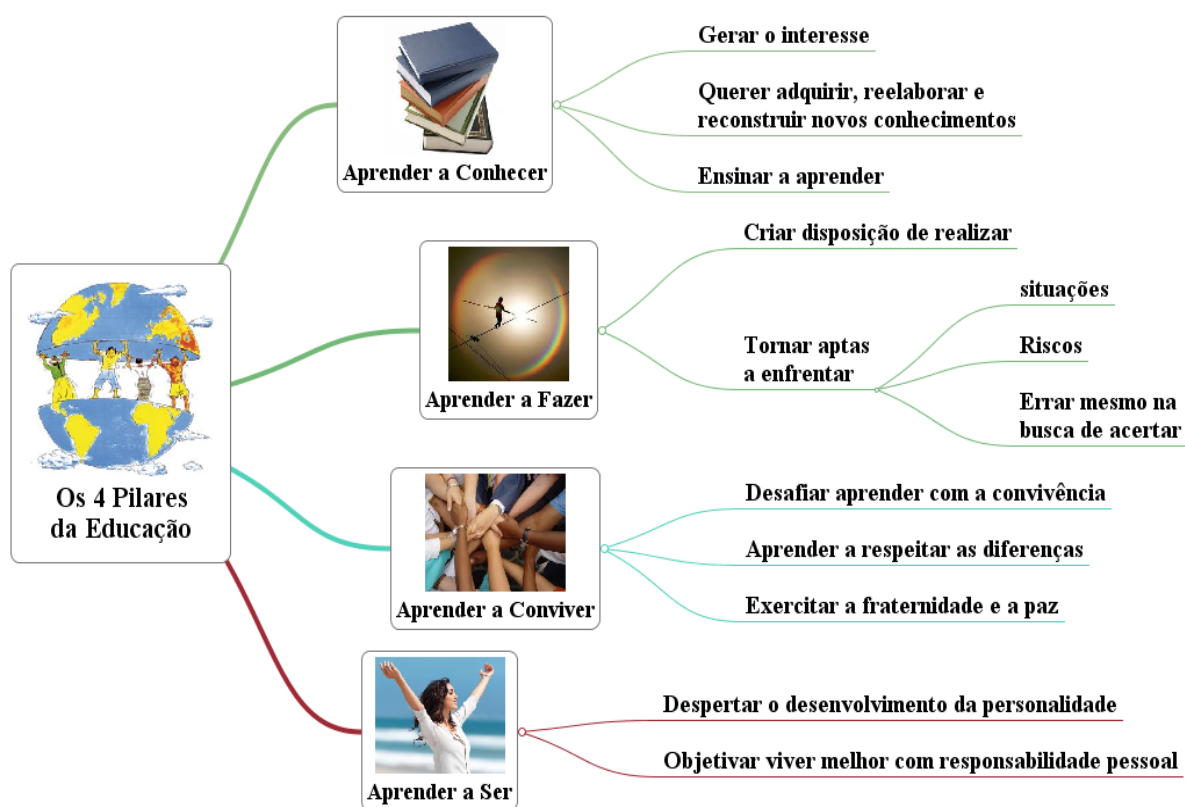 Os 4 Pilares
da Educação
Aprender a Conhecer
Gerar o interesse
Querer adquirir, reelaborar e
reconstruir novos conhecimentos
Ensinar a aprender
Aprender a Fazer
Criar disposição de realizar
Tornar aptas
a enfrentar
situações
Riscos
Errar mesmo na
busca de acertar
Aprender a Conviver
Desafiar aprender com a convivência
Aprender a respeitar as diferenças
Exercitar a fraternidade e a paz
Aprender a Ser
Despertar o desenvolvimento da personalidade
Objetivar viver melhor com responsabilidade pessoal